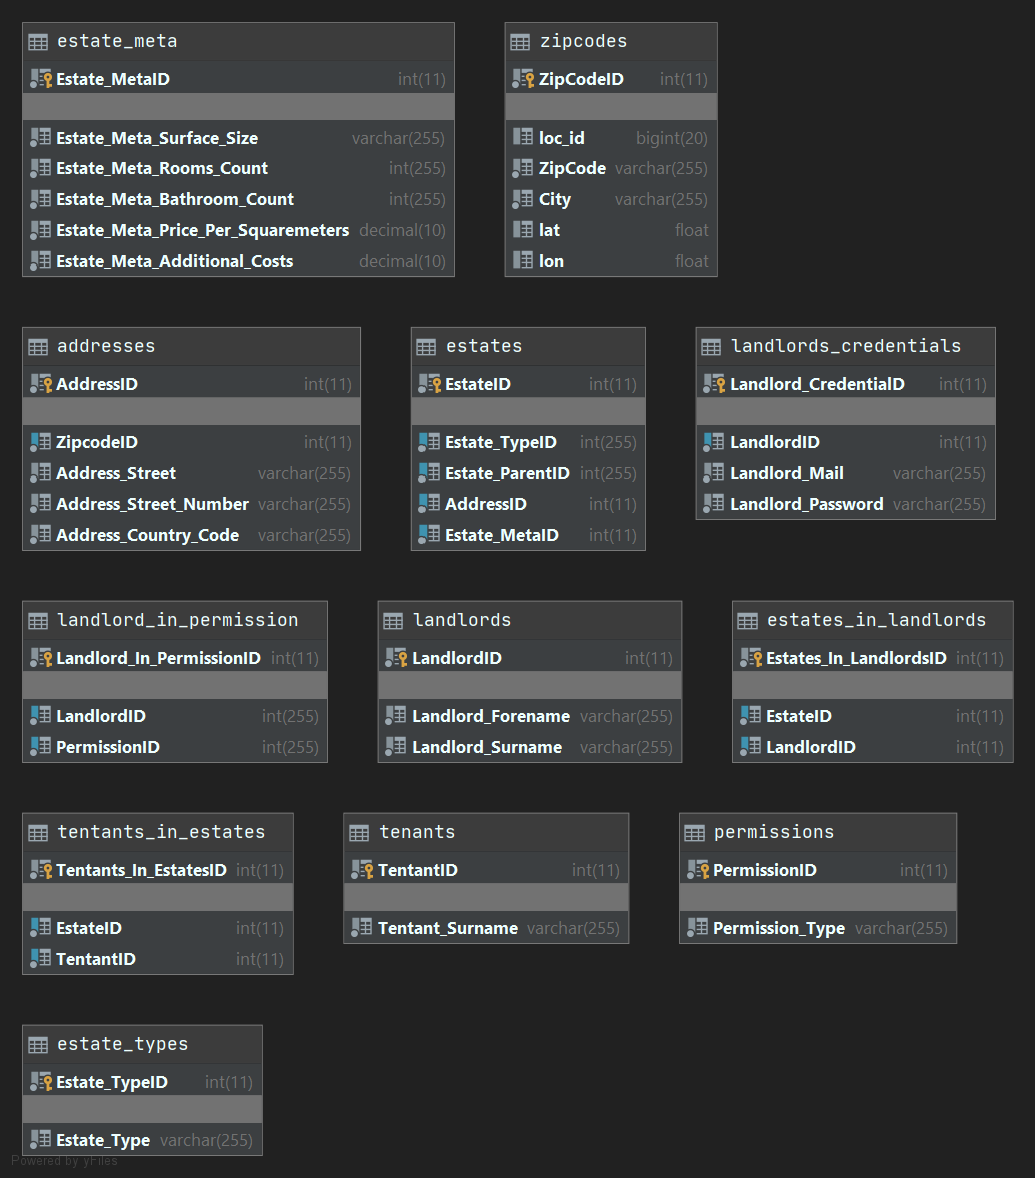 estate_meta
Estate_MetaID int(11)
Estate_Meta_Surface_Size varchar(255)
Estate_Meta_Rooms_Count int(255)
Estate_Meta_Bathroom_Count int(255)
Estate_Meta_Price_Per_Squaremeters decimal(10)
Estate_Meta_Additional_Costs decimal(10)
zipcodes
ZipCodeID int(11)
loc_id bigint(20)
ZipCode varchar(255)
City varchar(255)
lat float
lon float
addresses
AddressID int(11)
ZipcodeID int(11)
Address_Street varchar(255)
Address_Street_Number varchar(255)
Address_Country_Code varchar(255)
estates
EstateID int(11)
Estate_TypeID int(255)
Estate_ParentID int(255)
AddressID int(11)
Estate_MetaID int(11)
landlords_credentials
Landlord_CredentialD int(11)
LandlordID int(11)
Landlord_Mail varchar(255)
Landlord_Password varchar(255)
landlord_in_permission
Landlord_In_PermissionID int(11)
LandlordID int(255)
PermissionID int(255)
landlords
LandlordID int(11)
Landlord_Forename varchar(255)
Landlord_Surname varchar(255)
estates_in_landlords
Estates_In_LandlordsID int(11)
EstateID int(11)
LandlordID int(11)
tentants_in_estates
Tentants_In_EstatesID int(11)
EstateID int(11)
TentantID int(11)
tenants
TentantID int(11)
Tentant_Surname varchar(255)
permissions
PermissionID int(11)
Permission_Type varchar(255)
estate_types
Estate_TypeID int(11)
Estate_Type varchar(255)
Powered by yFiles